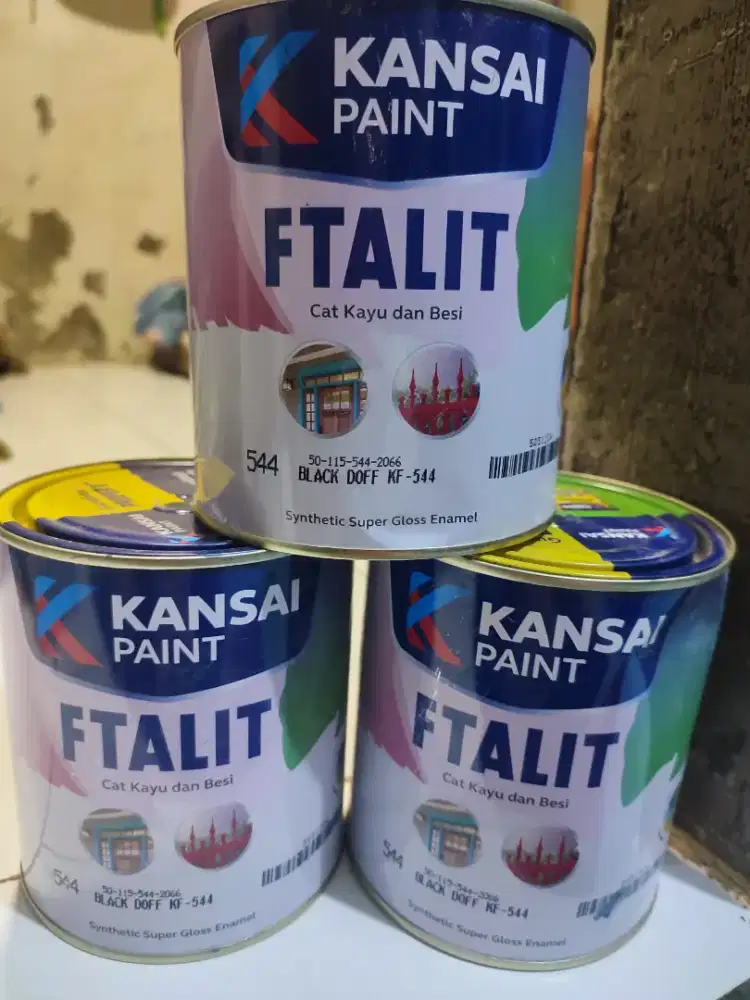 KANSAI
PAINT
FTALIT
Cat Kayu dan Besi
544
50-115-544-2066
BLACK DOFF KF-544
Synthetic Super Gloss Enamel
KANSAI
KANSAI
PAINT
FTALIT
Cat Kayu dan Besi
544
50-115-544-2066
BLACK DOFF KF-544
Synthetic Super Gloss Enamel
KANSAI
KANSAI
PAINT
FTALIT
Cat Kayu dan Besi
544
50-115-544-2066
BLACK DOFF KF-544
Synthetic Super Gloss Enamel